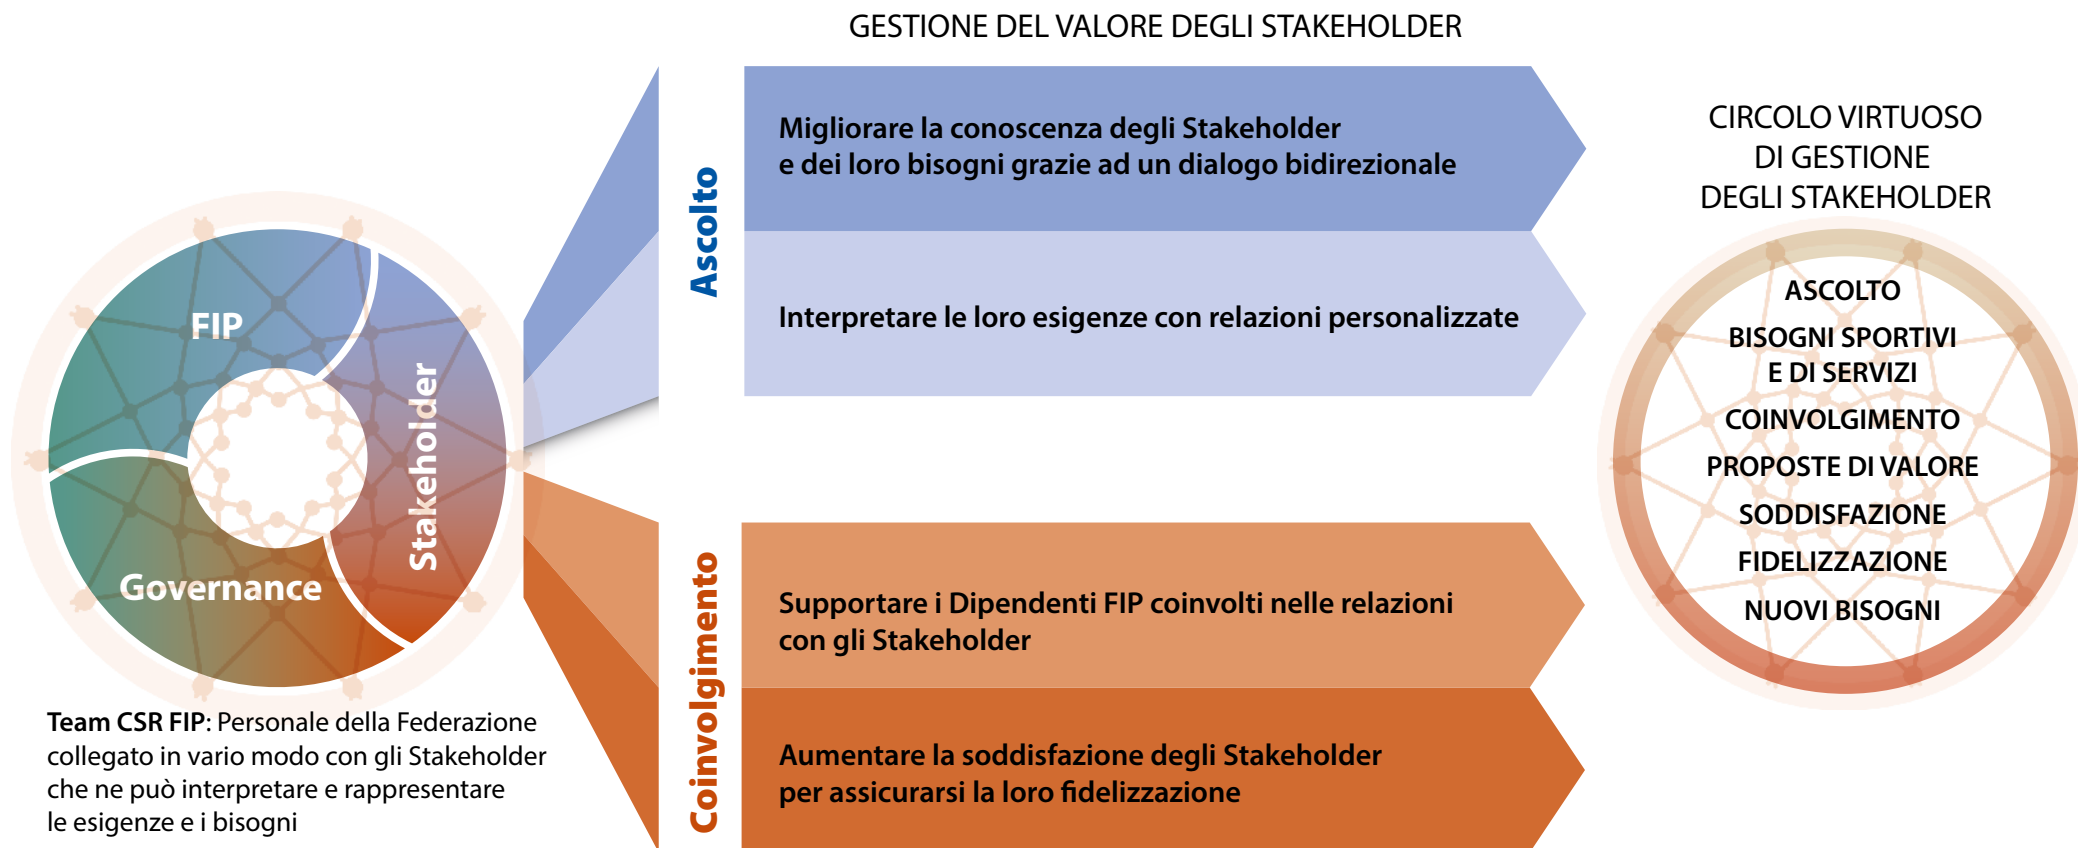 GESTIONE DEL VALORE DEGLI STAKEHOLDER
FIP
Stakeholder
Governance
Team CSR FIP: Personale della Federazione
collegato in vario modo con gli Stakeholder
che ne può interpretare e rappresentare
le esigenze e i bisogni
Ascolto
Migliorare la conoscenza degli Stakeholder
e dei loro bisogni grazie ad un dialogo bidirezionale
Interpretare le loro esigenze con relazioni personalizzate
Coinvolgimento
Supportare i Dipendenti FIP coinvolti nelle relazioni
con gli Stakeholder
Aumentare la soddisfazione degli Stakeholder
per assicurarsi la loro fidelizzazione
CIRCOLO VIRTUOSO
DI GESTIONE
DEGLI STAKEHOLDER
ASCOLTO
BISOGNI SPORTIVI
E DI SERVIZI
COINVOLGIMENTO
PROPOSTE DI VALORE
SODDISFAZIONE
FIDELIZZAZIONE
NUOVI BISOGNI